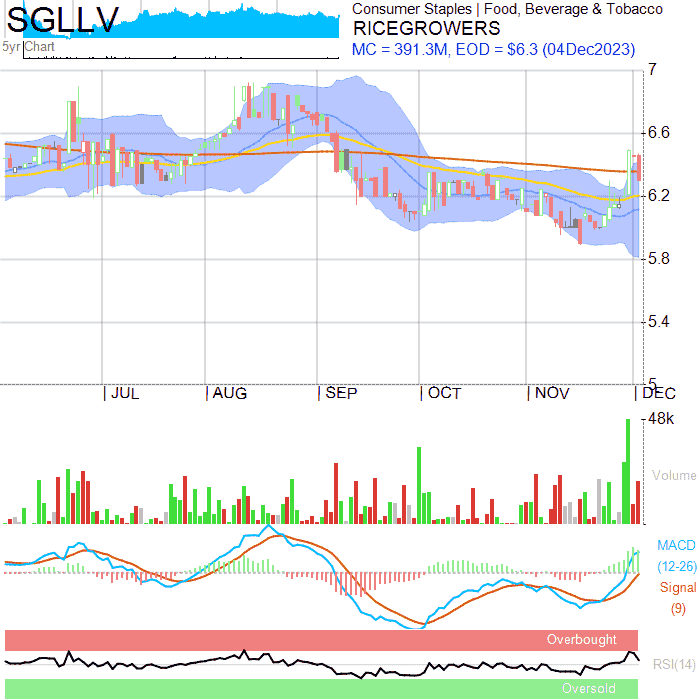 SGLLV
Consumer Staples | Food, Beverage & Tobacco
RICEGROWERS
MC = 391.3M, EOD = $6.3 (04Dec2023)
5yr Chart
7
6.6
6.2
5.8
5.4
5
JUL
AUG
SEP
OCT
NOV
DEC
48k
Volume
MACD
(12-26)
Signal
(9)
Overbought
RSI(14)
Oversold